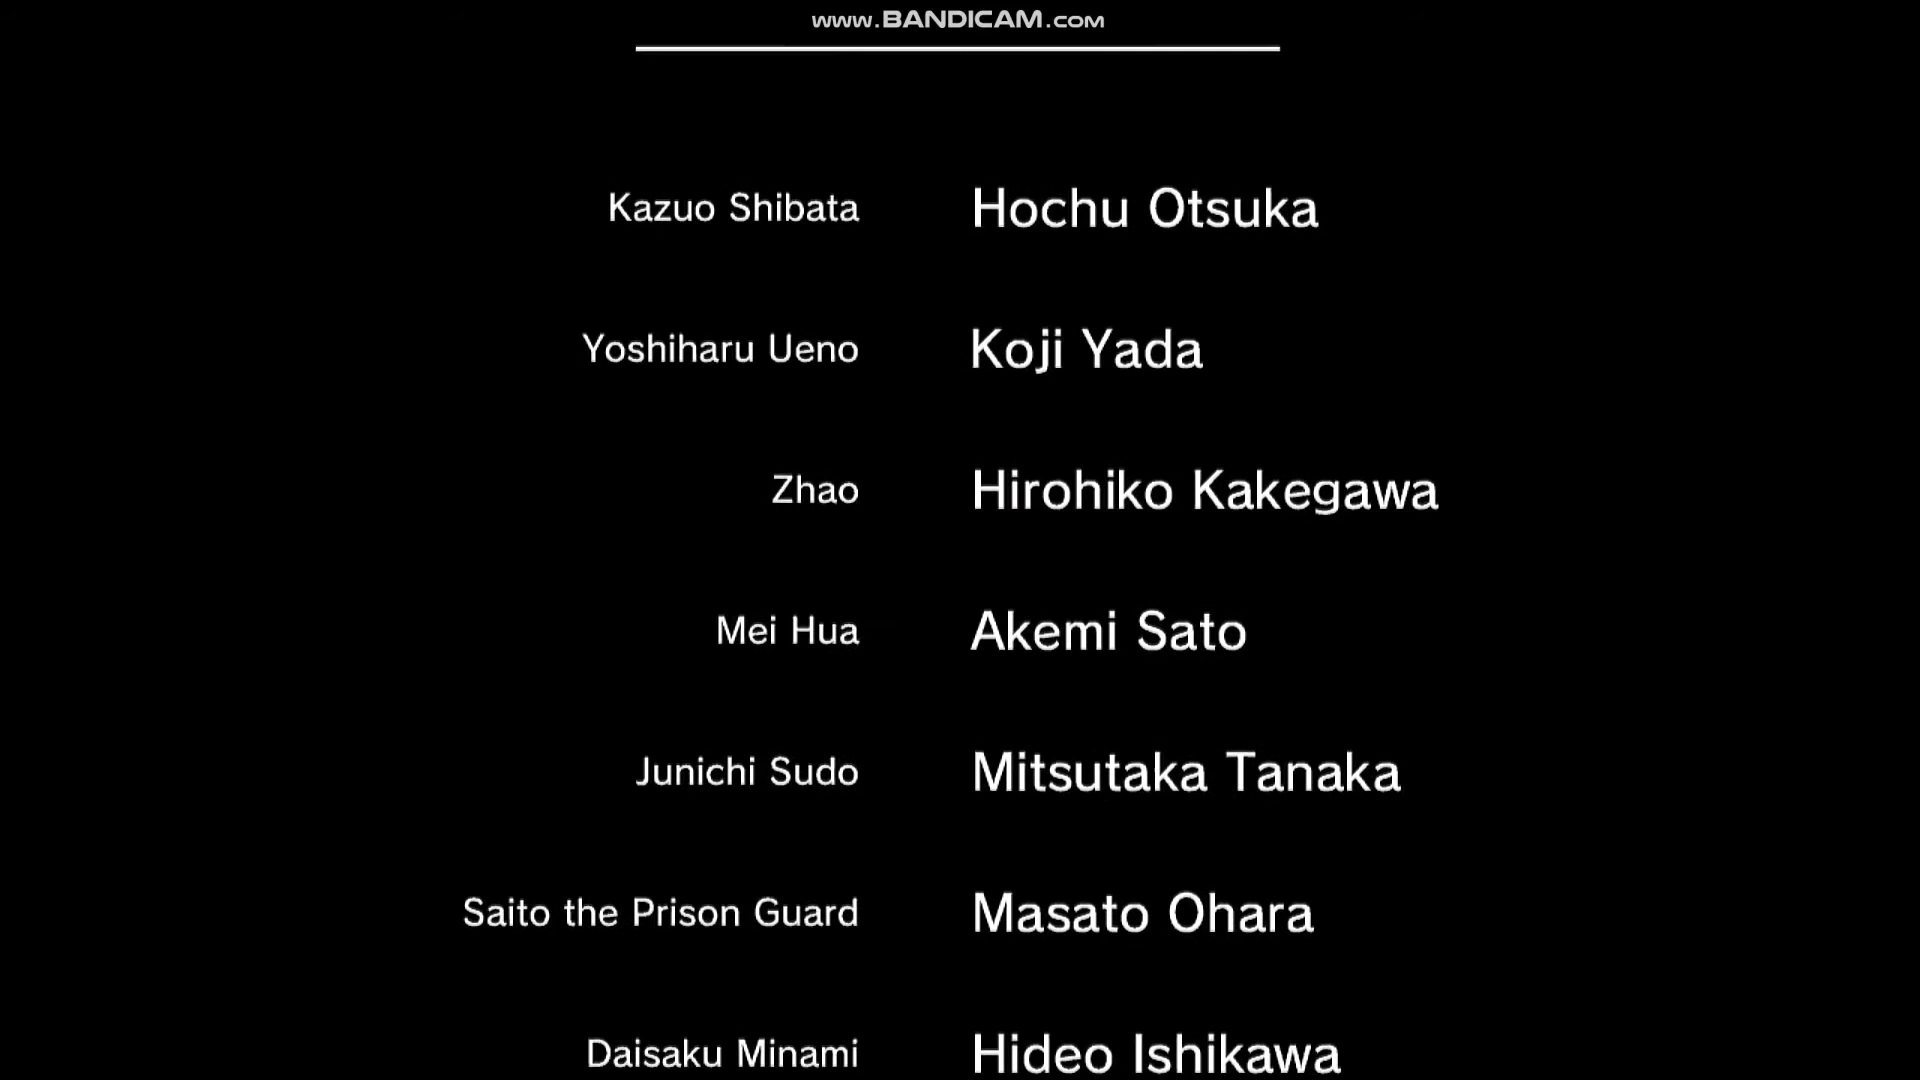 www.BANDICAM.com
Kazuo Shibata Hochu Otsuka
Yoshiharu Ueno Koji Yada
Zhao Hirohiko Kakegawa
Mei Hua Akemi Sato
Junichi Sudo Mitsutaka Tanaka
Saito the Prison Guard Masato Ohara
Daisaku Minami Hideo Ishikawa